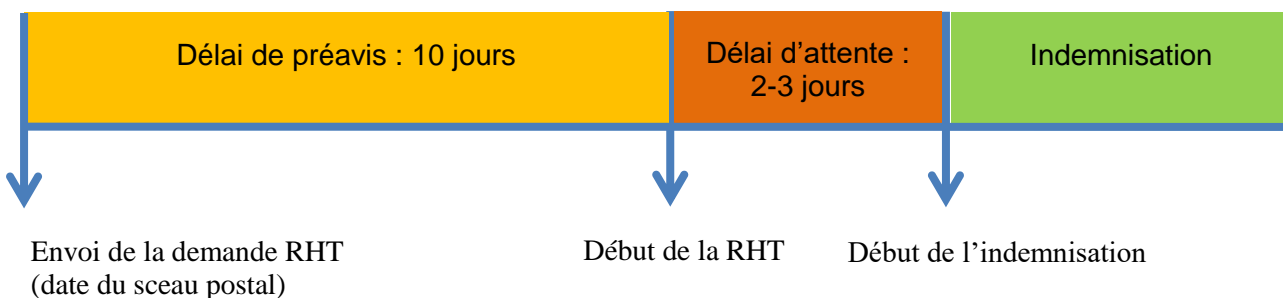 Délai de préavis : 10 jours
Délai d’attente :
2-3 jours
Indemnisation
Envoi de la demande RHT
(date du sceau postal)
Début de la RHT
Début de l’indemnisation